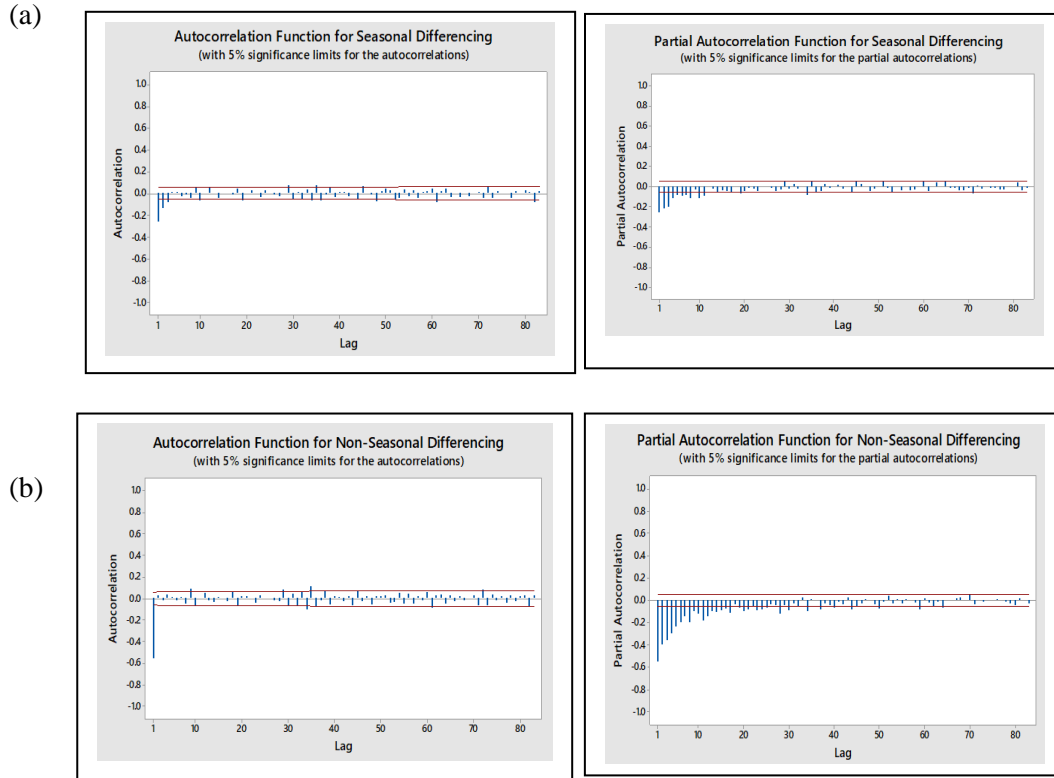 (a)
Autocorrelation Function for Seasonal Differencing
(with 5% significance limits for the autocorrelations)
Autocorrelation
1.0
0.8
0.6
0.4
0.2
0.0
-0.2
-0.4
-0.6
-0.8
-1.0
1 10 20 30 40 50 60 70 80
Lag
Partial Autocorrelation Function for Seasonal Differencing
(with 5% significance limits for the partial autocorrelations)
Partial Autocorrelation
1.0
0.8
0.6
0.4
0.2
0.0
-0.2
-0.4
-0.6
-0.8
-1.0
1 10 20 30 40 50 60 70 80
Lag
(b)
Autocorrelation Function for Non-Seasonal Differencing
(with 5% significance limits for the autocorrelations)
Autocorrelation
1.0
0.8
0.6
0.4
0.2
0.0
-0.2
-0.4
-0.6
-0.8
-1.0
1 10 20 30 40 50 60 70 80
Lag
Partial Autocorrelation Function for Non-Seasonal Differencing
(with 5% significance limits for the partial autocorrelations)
Partial Autocorrelation
1.0
0.8
0.6
0.4
0.2
0.0
-0.2
-0.4
-0.6
-0.8
-1.0
1 10 20 30 40 50 60 70 80
Lag